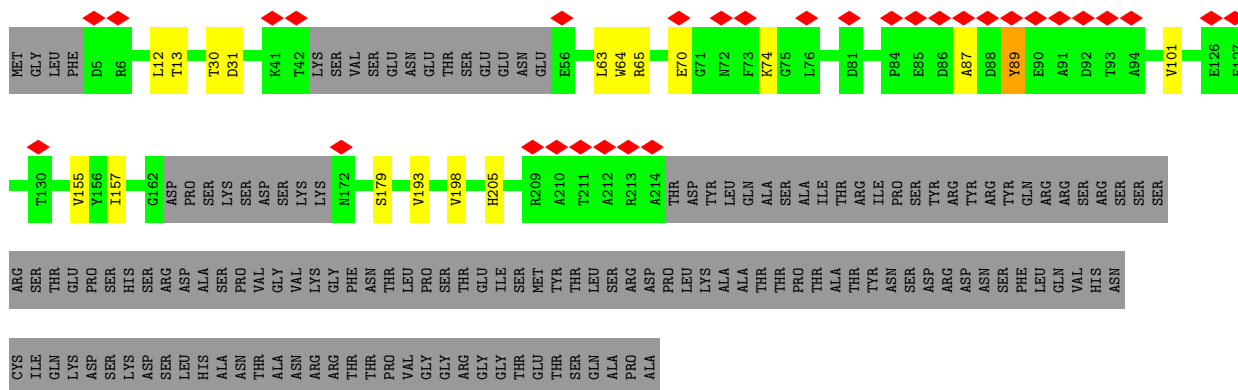 MET GLY LEU PHE D5 R6 L12 T13 T30 D31 K41 T42 LYS SER VAL SER GLU ASN GLU THR SER GLU GLU ASN GLU E56 L63 W64 R65 E70 G71 N72 F73 K74 G75 L76 D81 P84 E85 D86 A87 D88 Y89 E90 A91 D92 T93 A94 V101 E126 E127
T130 V155 Y156 I157 G162 ASP PRO SER LYS SER ASP SER LYS LYS N172 S179 V193 V198 H205 R209 A210 T211 A212 R213 A214 THR ASP TYR LEU GLN ALA SER ALA ILE THR ARG ILE PRO SER TYR ARG TYR ARG TYR GLN ARG ARG SER ARG SER SER SER
ARG SER THR GLU PRO SER HIS SER ARG ASP ALA SER PRO VAL GLY VAL LYS GLY PHE ASN THR LEU PRO SER THR GLU ILE SER MET TYR THR LEU SER ARG ASP PRO LEU LYS ALA ALA THR THR PRO THR ALA THR TYR ASN SER ASP ARG ASP ASN SER PHE LEU GLN VAL HIS ASN
CYS ILE GLN LYS ASP SER LYS ASP SER LEU HIS ALA ASN THR ALA ASN ARG ARG THR THR PRO VAL GLY GLY ARG GLY GLY THR GLU THR SER GLN ALA PRO ALA